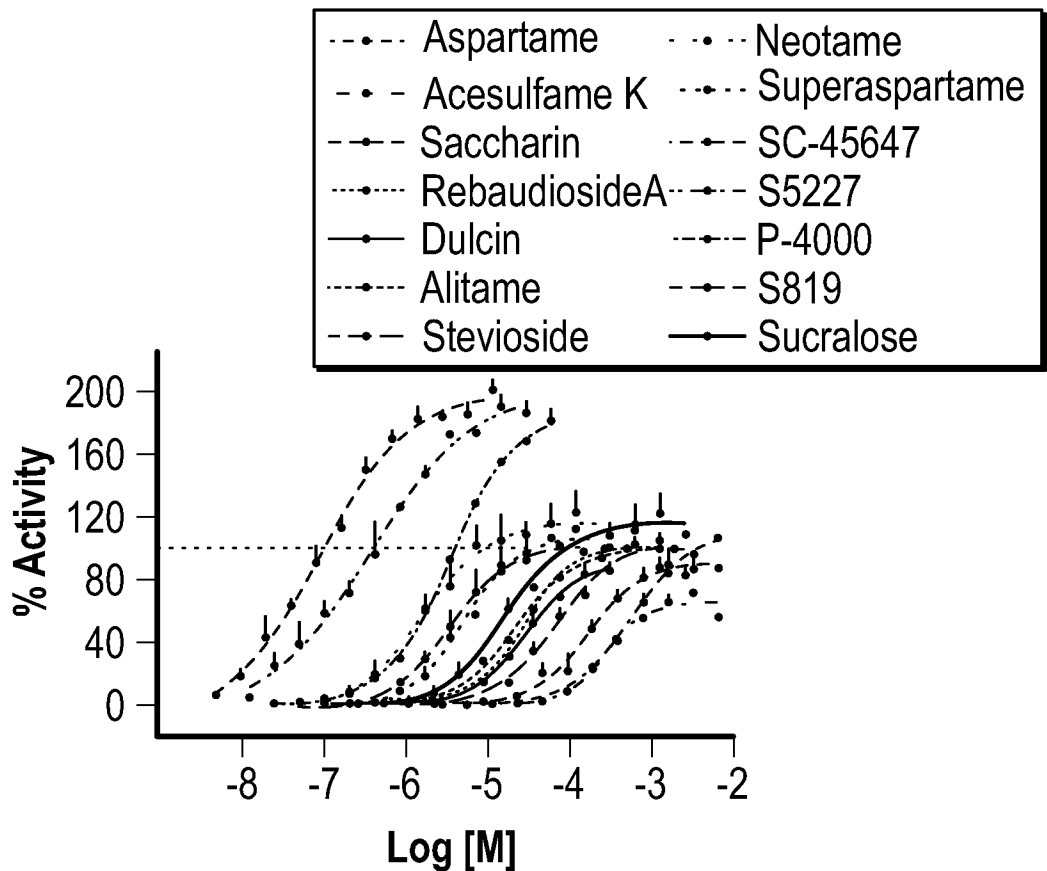 Aspartame
Acesulfame K
Saccharin
RebaudiosideA
Dulcin
Alitame
Stevioside
Neotame
Superaspartame
SC-45647
S5227
P-4000
S819
Sucralose
% Activity
200
160
120
80
40
0
-8 -7 -6 -5 -4 -3 -2
Log [M]